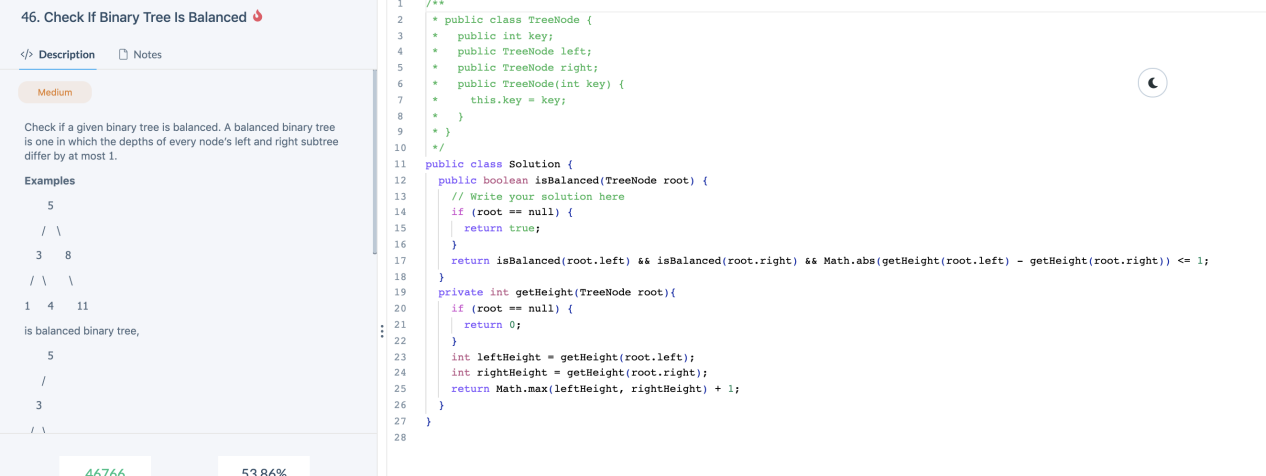 46. Check If Binary Tree Is Balanced
</> Description Notes
Medium
Check if a given binary tree is balanced. A balanced binary tree
is one in which the depths of every node's left and right subtree
differ by at most 1.
Examples
5
/ \
3 8
/ \ \
1 4 11
is balanced binary tree,
5
/
3
/ \
46766 53.86%
1 /**
2 * public class TreeNode {
3 * public int key;
4 * public TreeNode left;
5 * public TreeNode right;
6 * public TreeNode(int key) {
7 * this.key = key;
8 * }
9 * }
10 */
11 public class Solution {
12 public boolean isBalanced(TreeNode root) {
13 // Write your solution here
14 if (root == null) {
15 return true;
16 }
17 return isBalanced(root.left) && isBalanced(root.right) && Math.abs(getHeight(root.left) - getHeight(root.right)) <= 1;
18 }
19 private int getHeight(TreeNode root){
20 if (root == null) {
21 return 0;
22 }
23 int leftHeight = getHeight(root.left);
24 int rightHeight = getHeight(root.right);
25 return Math.max(leftHeight, rightHeight) + 1;
26 }
27 }
28